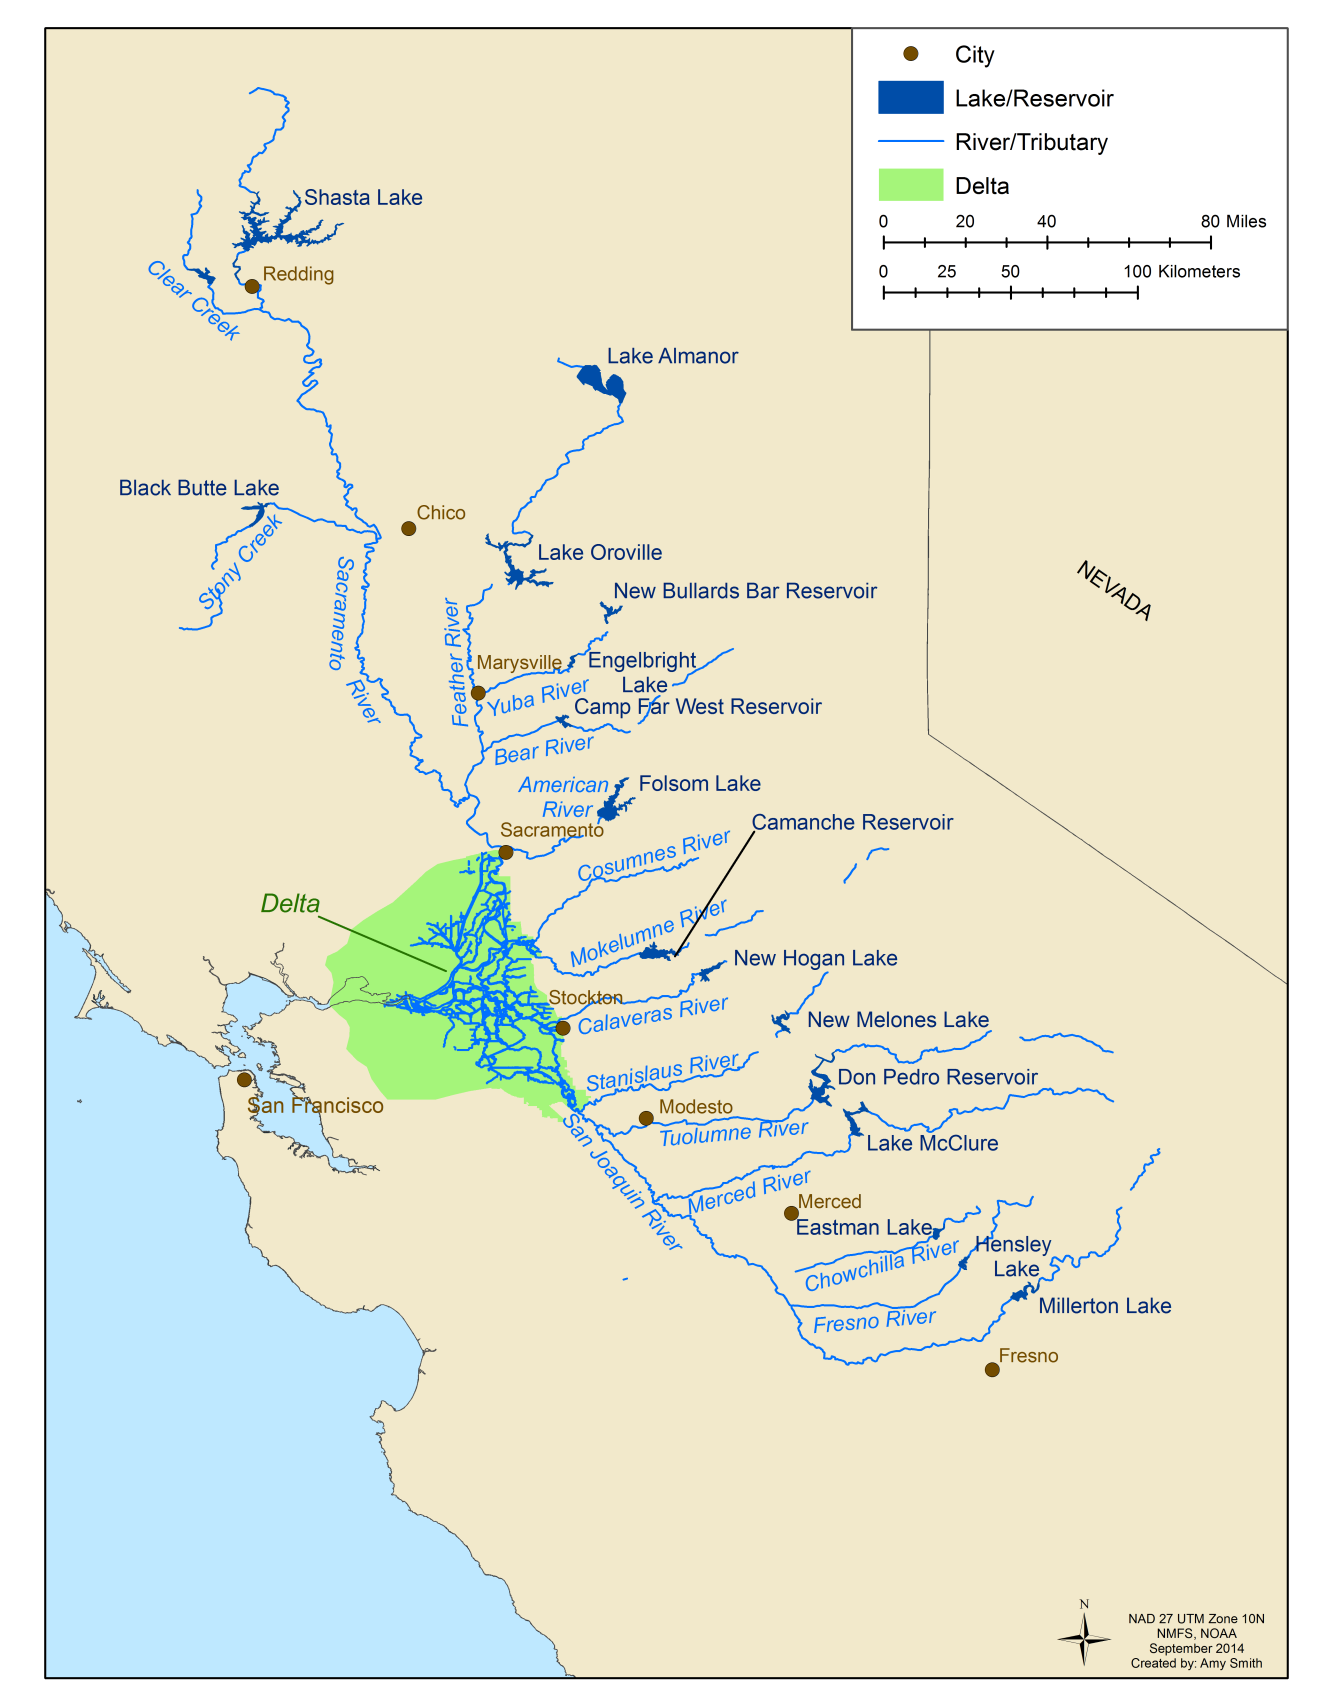 City
Lake/Reservoir
River/Tributary
Delta
0 20 40 80 Miles
0 25 50 100 Kilometers
Shasta Lake
Redding
Clear Creek
Lake Almanor
Black Butte Lake
Chico
Stony Creek
Lake Oroville
Sacramento
River
New Bullards Bar Reservoir
NEVADA
Feather River
Marysville
Engelbright
Lake
Yuba River
Camp Far West Reservoir
Bear River
American
River
Folsom Lake
Camanche Reservoir
Sacramento
Cosumnes River
Delta
Mokelumne River
New Hogan Lake
Stockton
Calaveras River
New Melones Lake
Stanislaus River
Don Pedro Reservoir
San Francisco
Modesto
Tuolumne River
Lake McClure
San Joaquin River
Merced River
Merced
Eastman Lake
Chowchilla River
Hensley
Lake
Millerton Lake
Fresno River
Fresno
N
NAD 27 UTM Zone 10N
NMFS, NOAA
September 2014
Created by: Amy Smith